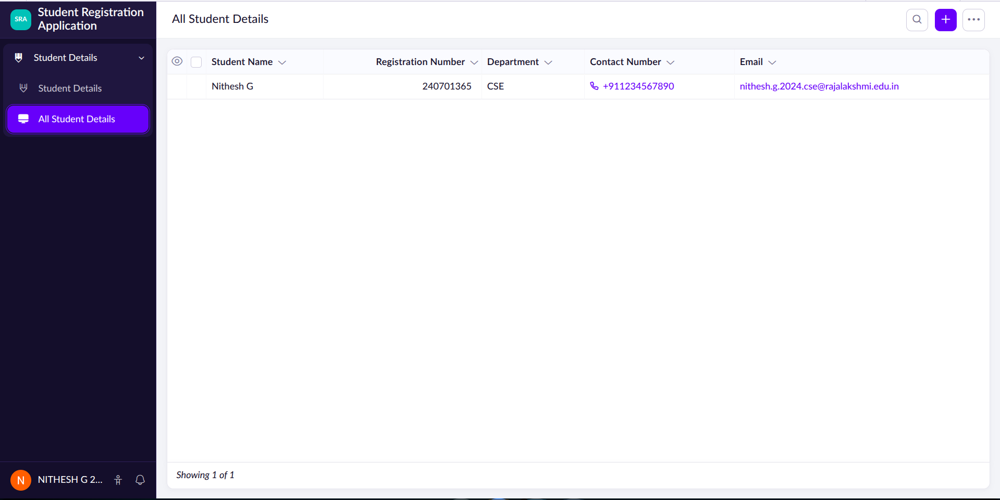 SRA
Student Registration
Application
Student Details
Student Details
All Student Details
NITHESH G 2...
N
All Student Details
Student Name
Registration Number
Department
Contact Number
Email
Nithesh G
240701365
CSE
+911234567890
nithesh.g.2024.cse@rajalakshmi.edu.in
Showing 1 of 1